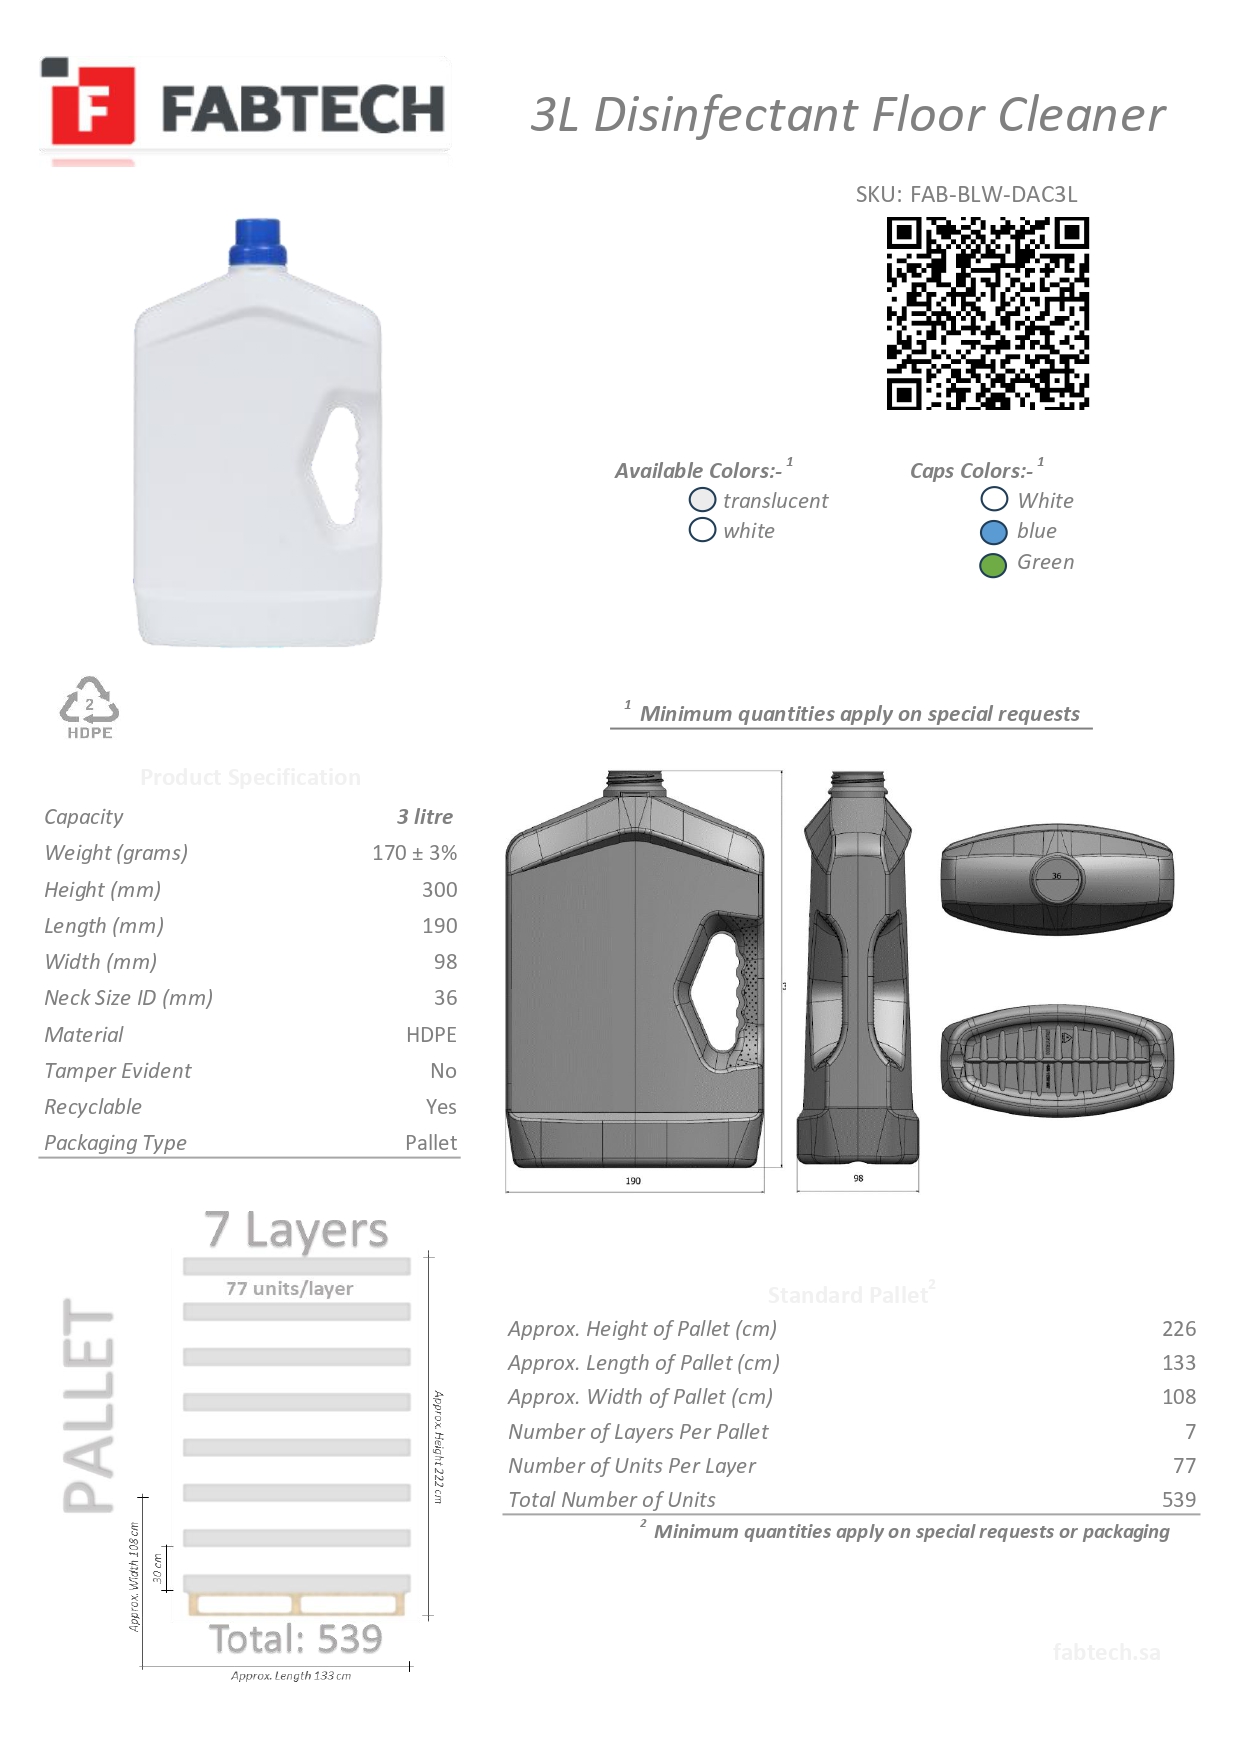 F FABTECH
3L Disinfectant Floor Cleaner
SKU: FAB-BLW-DAC3L
Available Colors:- 1
translucent
white
Caps Colors:- 1
White
blue
Green
2
HDPE
1 Minimum quantities apply on special requests
Product Specification
Capacity 3 litre
Weight (grams) 170 ± 3%
Height (mm) 300
Length (mm) 190
Width (mm) 98
Neck Size ID (mm) 36
Material HDPE
Tamper Evident No
Recyclable Yes
Packaging Type Pallet
3
190
98
36
7 Layers
77 units/layer
PALLET
Approx. Height 222 cm
Approx. Width 108 cm
30 cm
Total: 539
Approx. Length 133 cm
Standard Pallet2
Approx. Height of Pallet (cm) 226
Approx. Length of Pallet (cm) 133
Approx. Width of Pallet (cm) 108
Number of Layers Per Pallet 7
Number of Units Per Layer 77
Total Number of Units 539
2 Minimum quantities apply on special requests or packaging
fabtech.sa